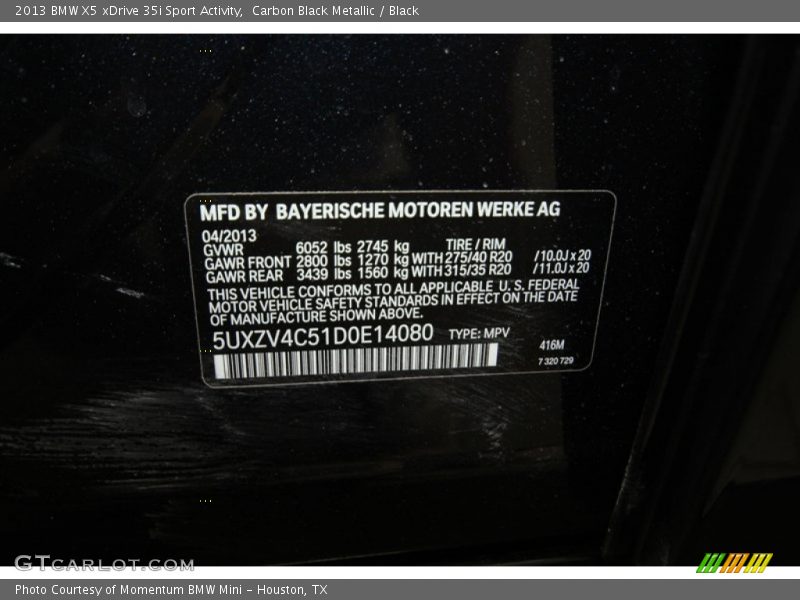 2013 BMW X5 xDrive 35i Sport Activity,  Carbon Black Metallic / Black
MFD BY BAYERISCHE MOTOREN WERKE AG
04/2013
GVWR 6052 lbs 2745 kg TIRE / RIM
GAWR FRONT 2800 lbs 1270 kg WITH 275/40 R20 /10.0J x 20
GAWR REAR 3439 lbs 1560 kg WITH 315/35 R20 /11.0J x 20
THIS VEHICLE CONFORMS TO ALL APPLICABLE U. S. FEDERAL
MOTOR VEHICLE SAFETY STANDARDS IN EFFECT ON THE DATE
OF MANUFACTURE SHOWN ABOVE.
5UXZV4C51D0E14080 TYPE: MPV
416M
7 320 729
GTCARLOT.COM
Photo Courtesy of Momentum BMW Mini – Houston, TX